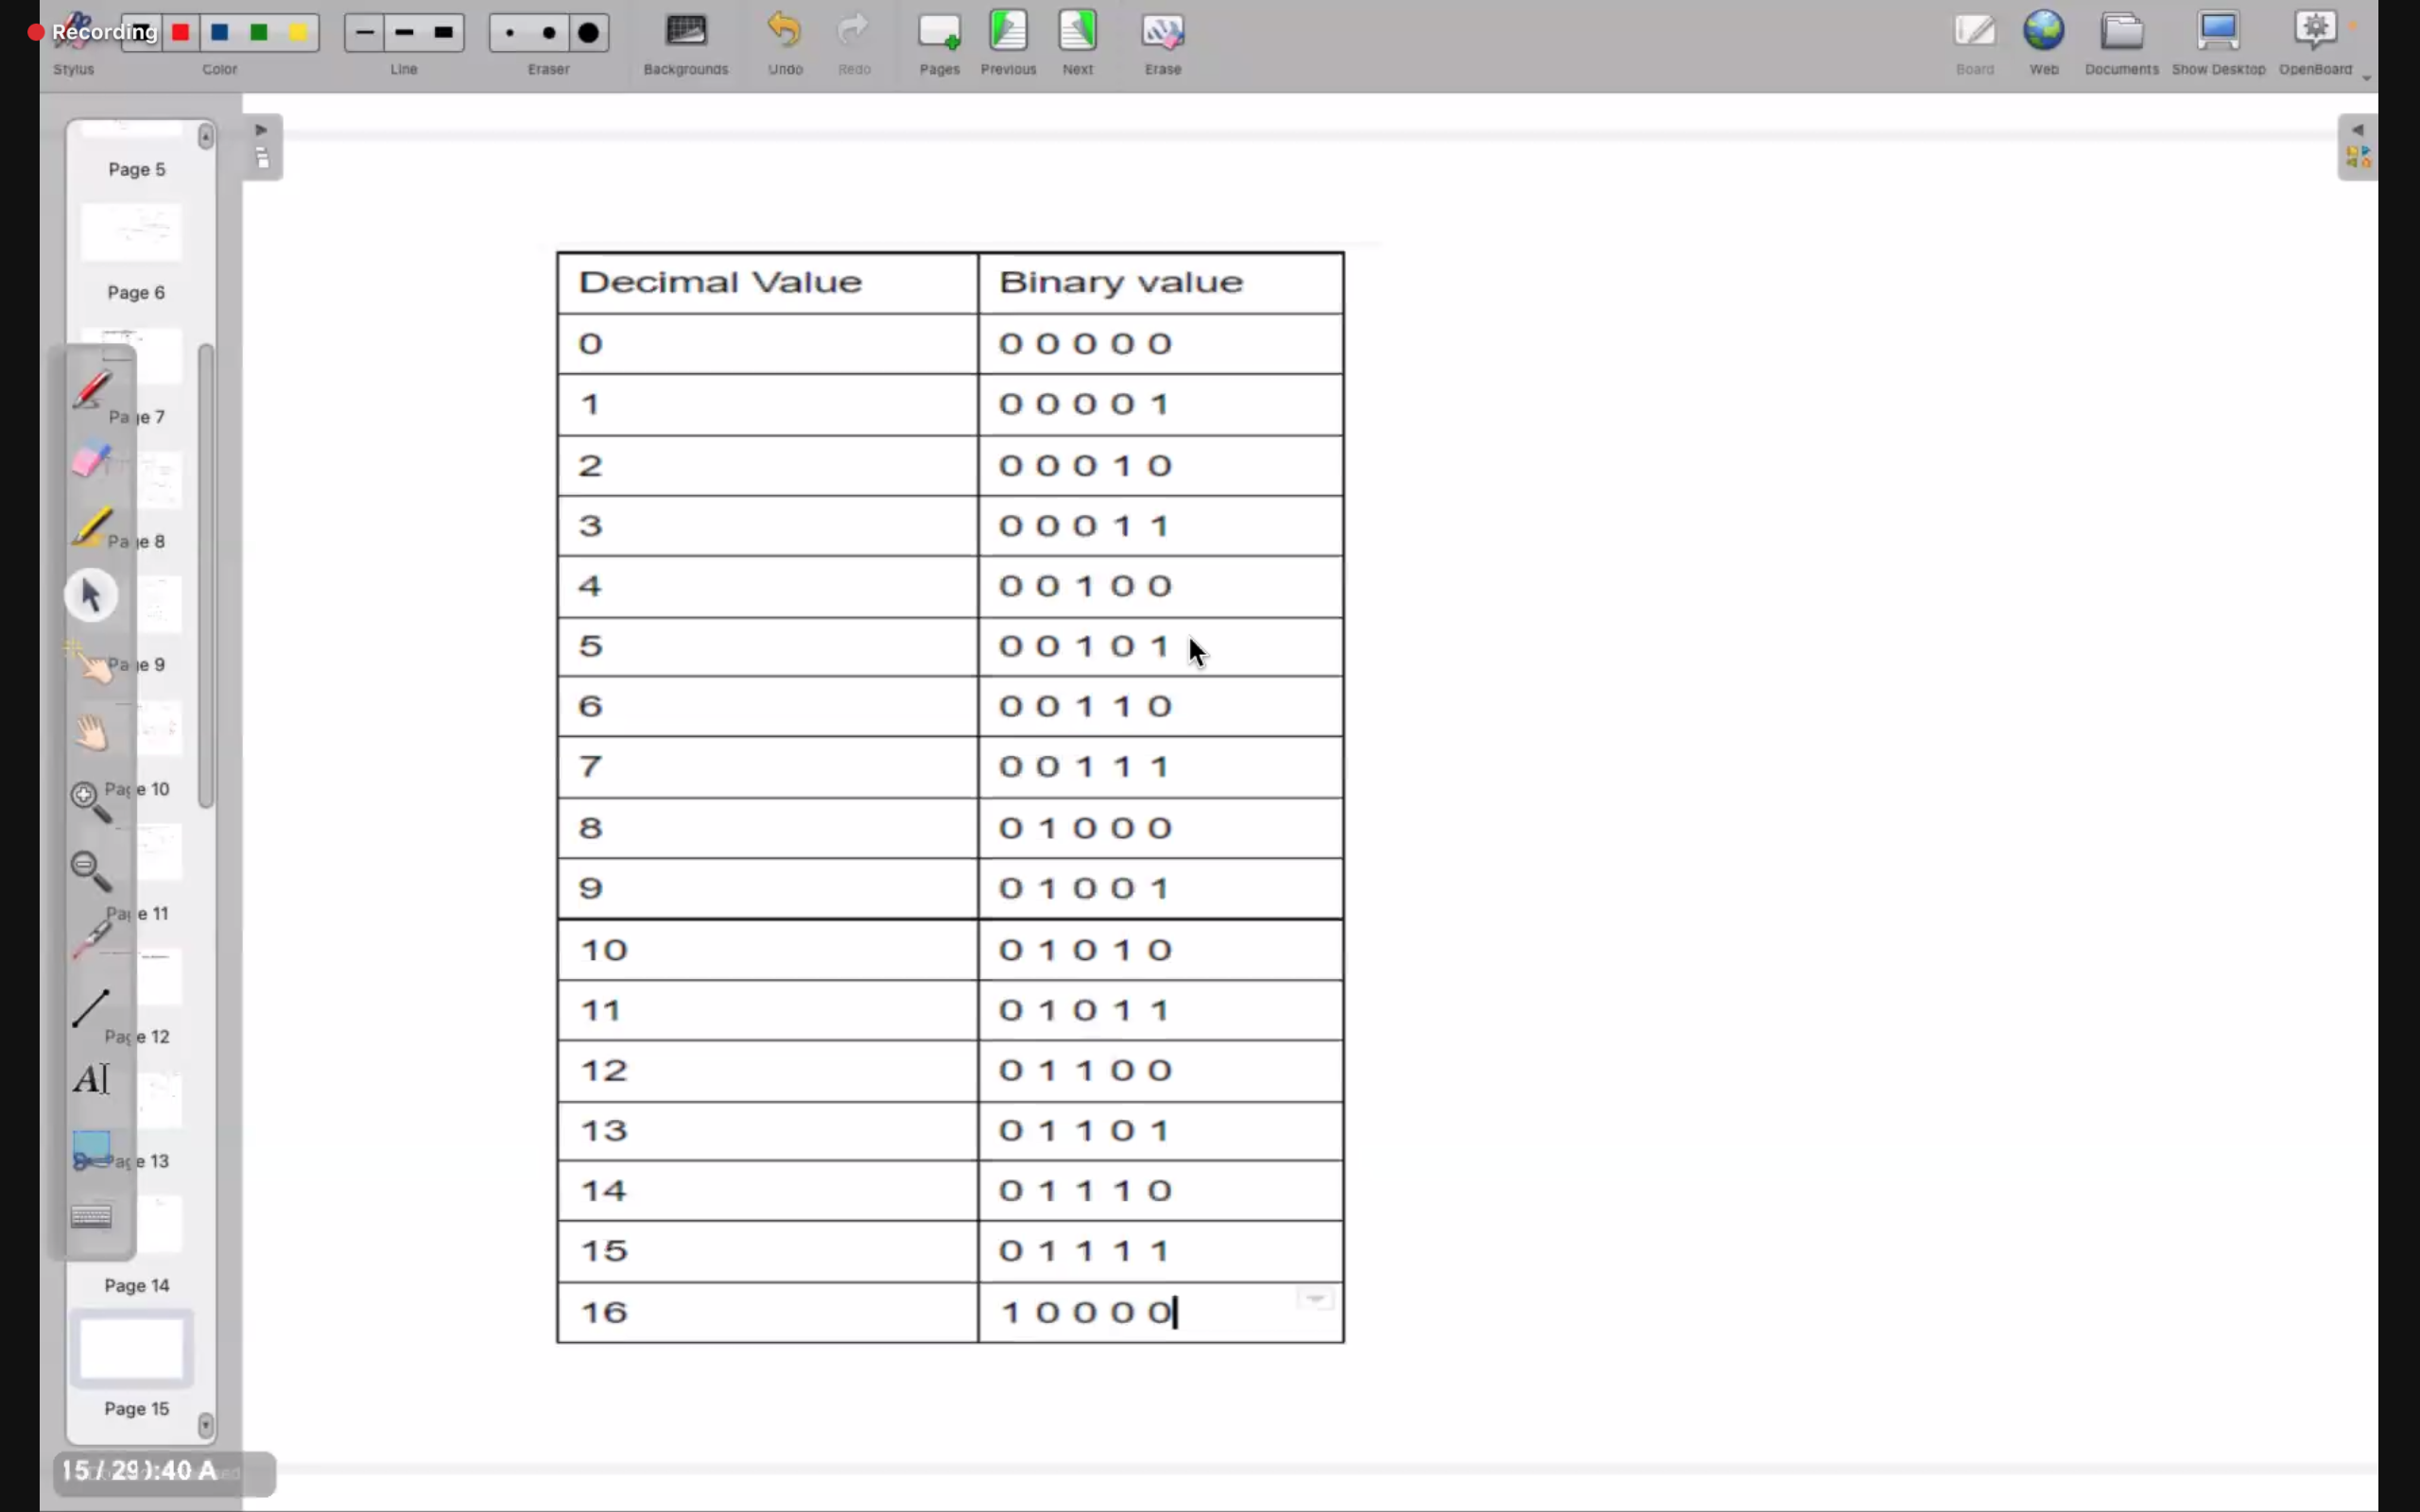 Recording
Stylus
Color
Line
Eraser
Backgrounds
Undo
Redo
Pages
Previous
Next
Erase
Board
Web
Documents
Show Desktop
OpenBoard
Page 5
Page 6
Page 7
Page 8
Page 9
Page 10
Page 11
Page 12
Page 13
Page 14
Page 15
Decimal Value Binary value
0 0 0 0 0 0
1 0 0 0 0 1
2 0 0 0 1 0
3 0 0 0 1 1
4 0 0 1 0 0
5 0 0 1 0 1
6 0 0 1 1 0
7 0 0 1 1 1
8 0 1 0 0 0
9 0 1 0 0 1
10 0 1 0 1 0
11 0 1 0 1 1
12 0 1 1 0 0
13 0 1 1 0 1
14 0 1 1 1 0
15 0 1 1 1 1
16 1 0 0 0 0
15 / 29
:40 A